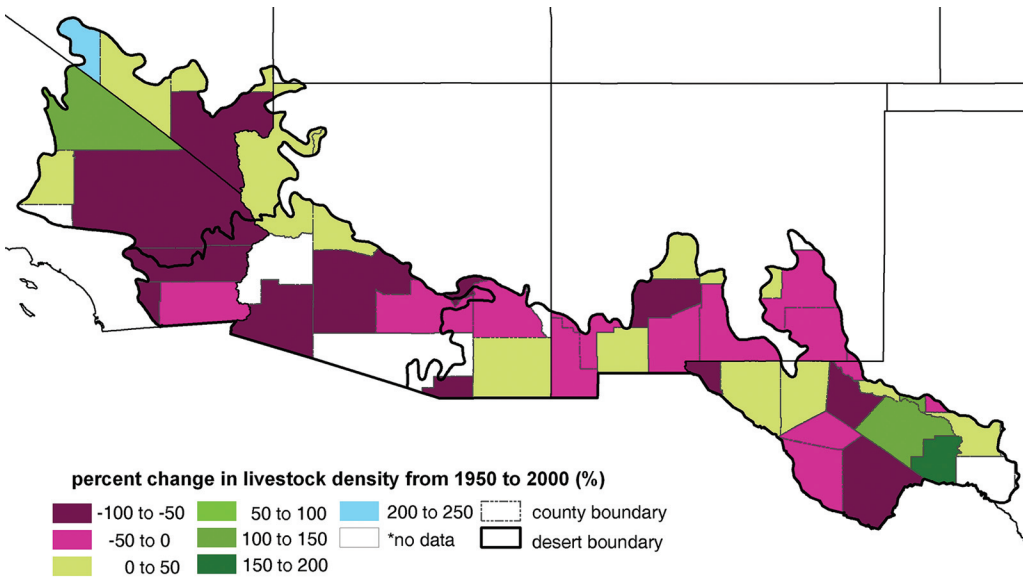 percent change in livestock density from 1950 to 2000 (%)
-100 to -50 50 to 100 200 to 250 county boundary
-50 to 0 100 to 150 *no data desert boundary
0 to 50 150 to 200